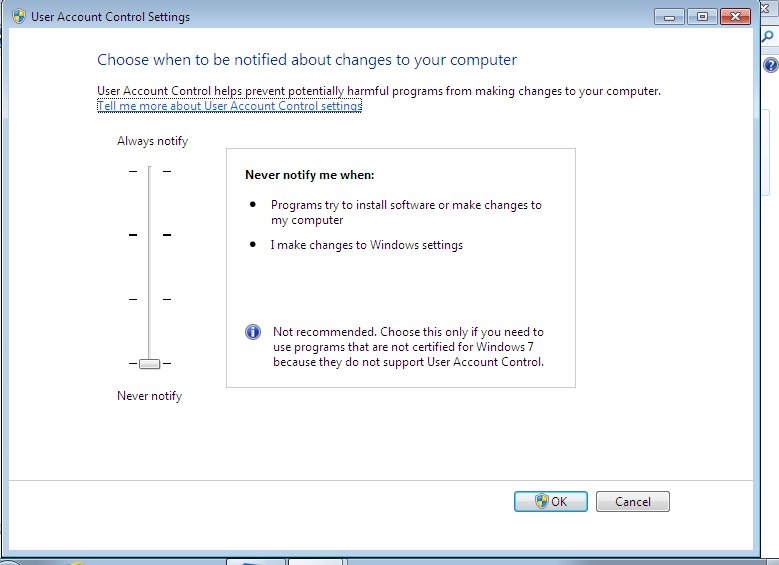 User Account Control Settings
Choose when to be notified about changes to your computer
User Account Control helps prevent potentially harmful programs from making changes to your computer.
Tell me more about User Account Control settings
Always notify
Never notify me when:
Programs try to install software or make changes to
my computer
I make changes to Windows settings
Not recommended. Choose this only if you need to
use programs that are not certified for Windows 7
because they do not support User Account Control.
Never notify
OK
Cancel